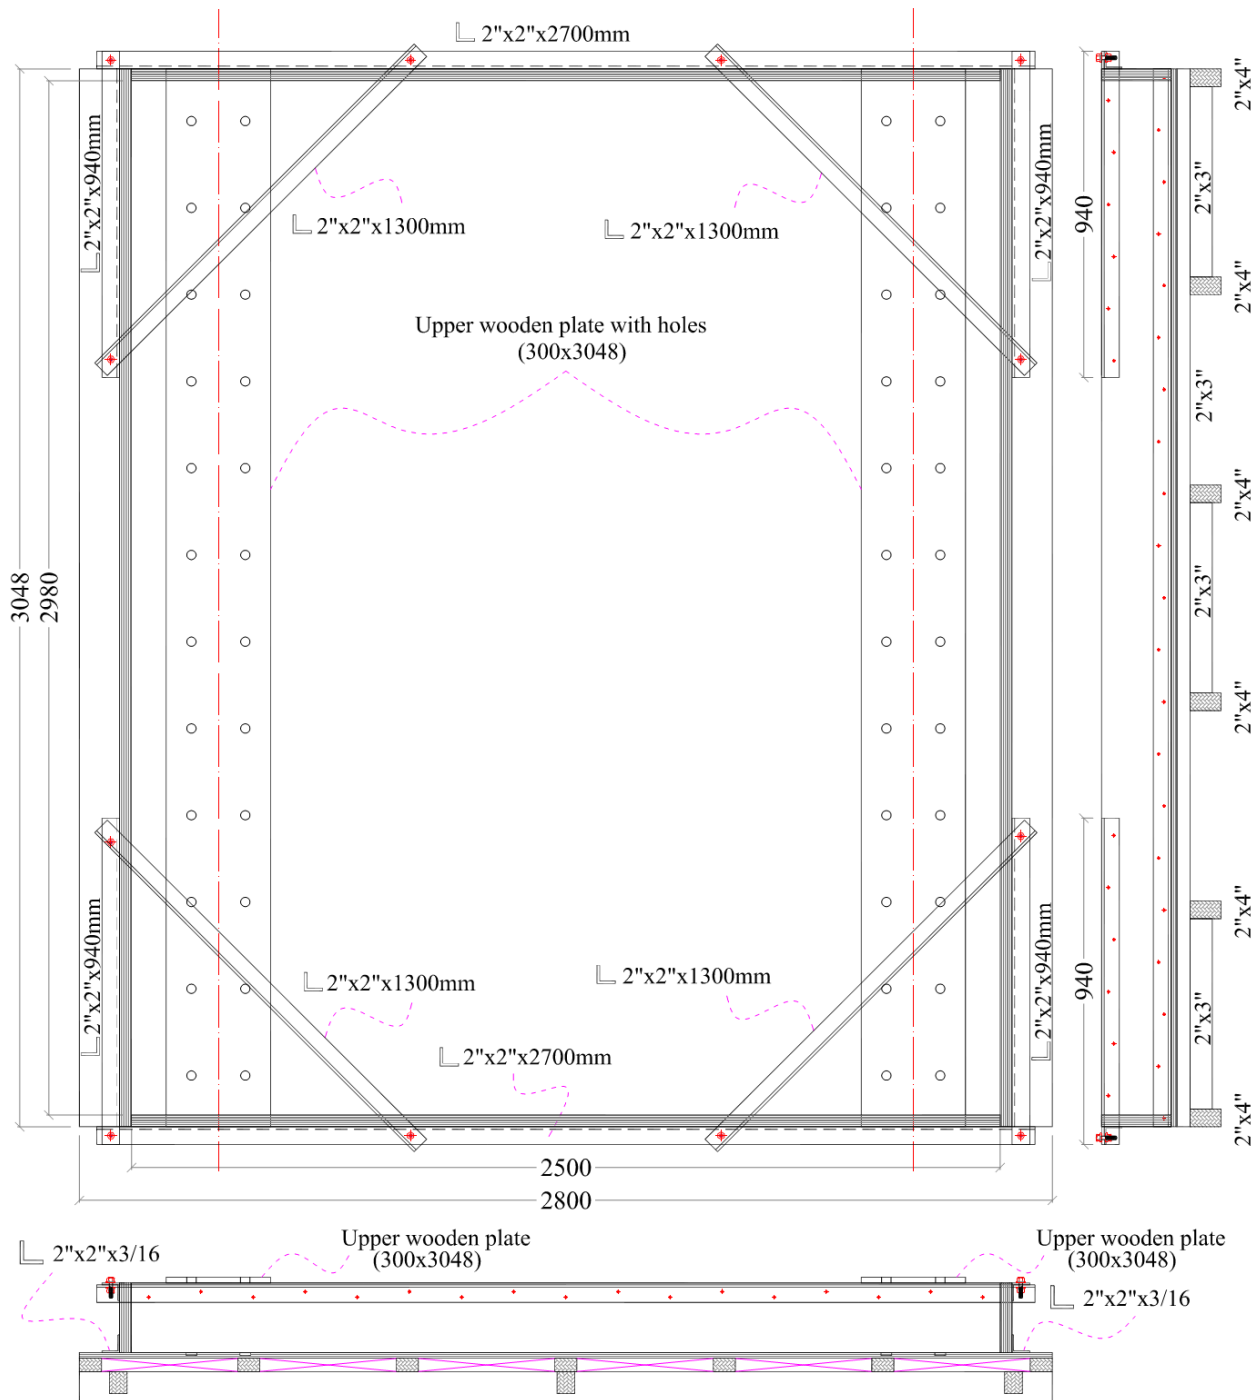 2"x2"x2700mm
2"x4"
2"x2"x940mm
2"x2"x940mm
2"x3"
940
2"x2"x1300mm
2"x2"x1300mm
2"x4"
Upper wooden plate with holes
(300x3048)
2"x3"
2"x4"
3048
2980
2"x3"
2"x4"
2"x4"
2"x2"x940mm
2"x2"x940mm
940
2"x2"x1300mm
2"x2"x1300mm
2"x3"
2"x2"x2700mm
2"x4"
2500
2800
2"x2"x3/16
Upper wooden plate
(300x3048)
Upper wooden plate
(300x3048)
2"x2"x3/16